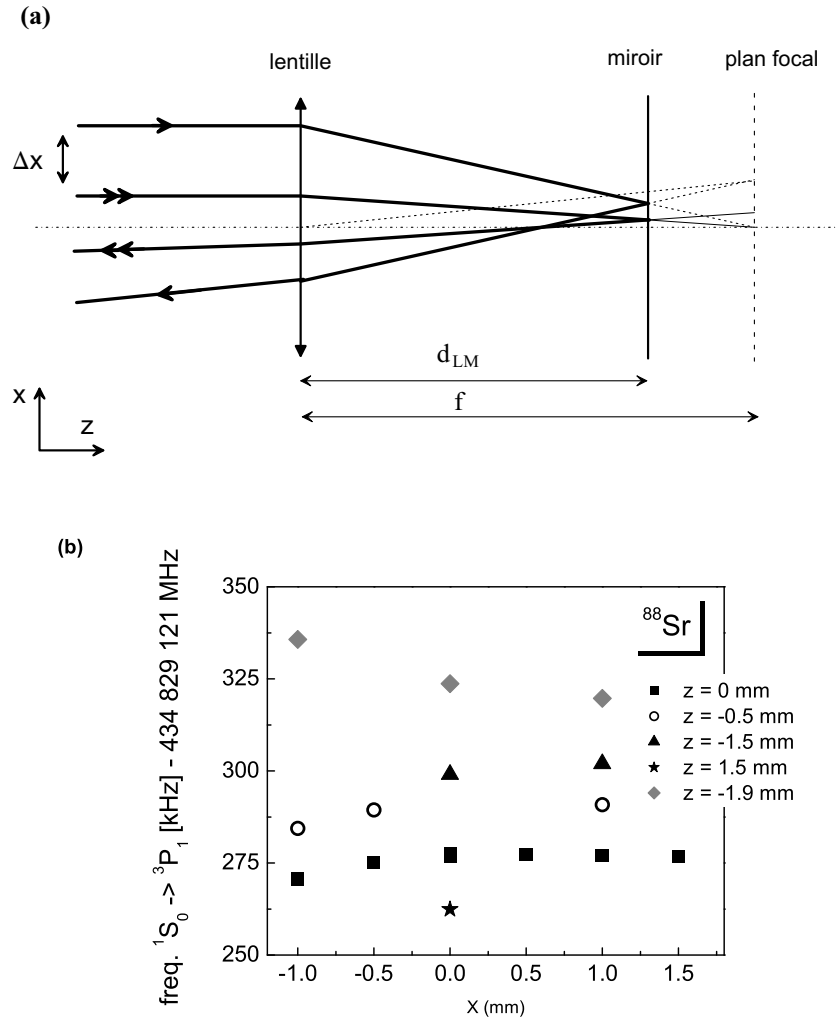 (a)
lentille
miroir
plan focal
Δx
d_LM
f
x
z
(b)
freq. ¹S₀ -> ³P₁ [kHz] - 434 829 121 MHz
350
325
300
275
250
⁸⁸Sr
z = 0 mm
z = -0.5 mm
z = -1.5 mm
z = 1.5 mm
z = -1.9 mm
-1.0 -0.5 0.0 0.5 1.0 1.5
X (mm)